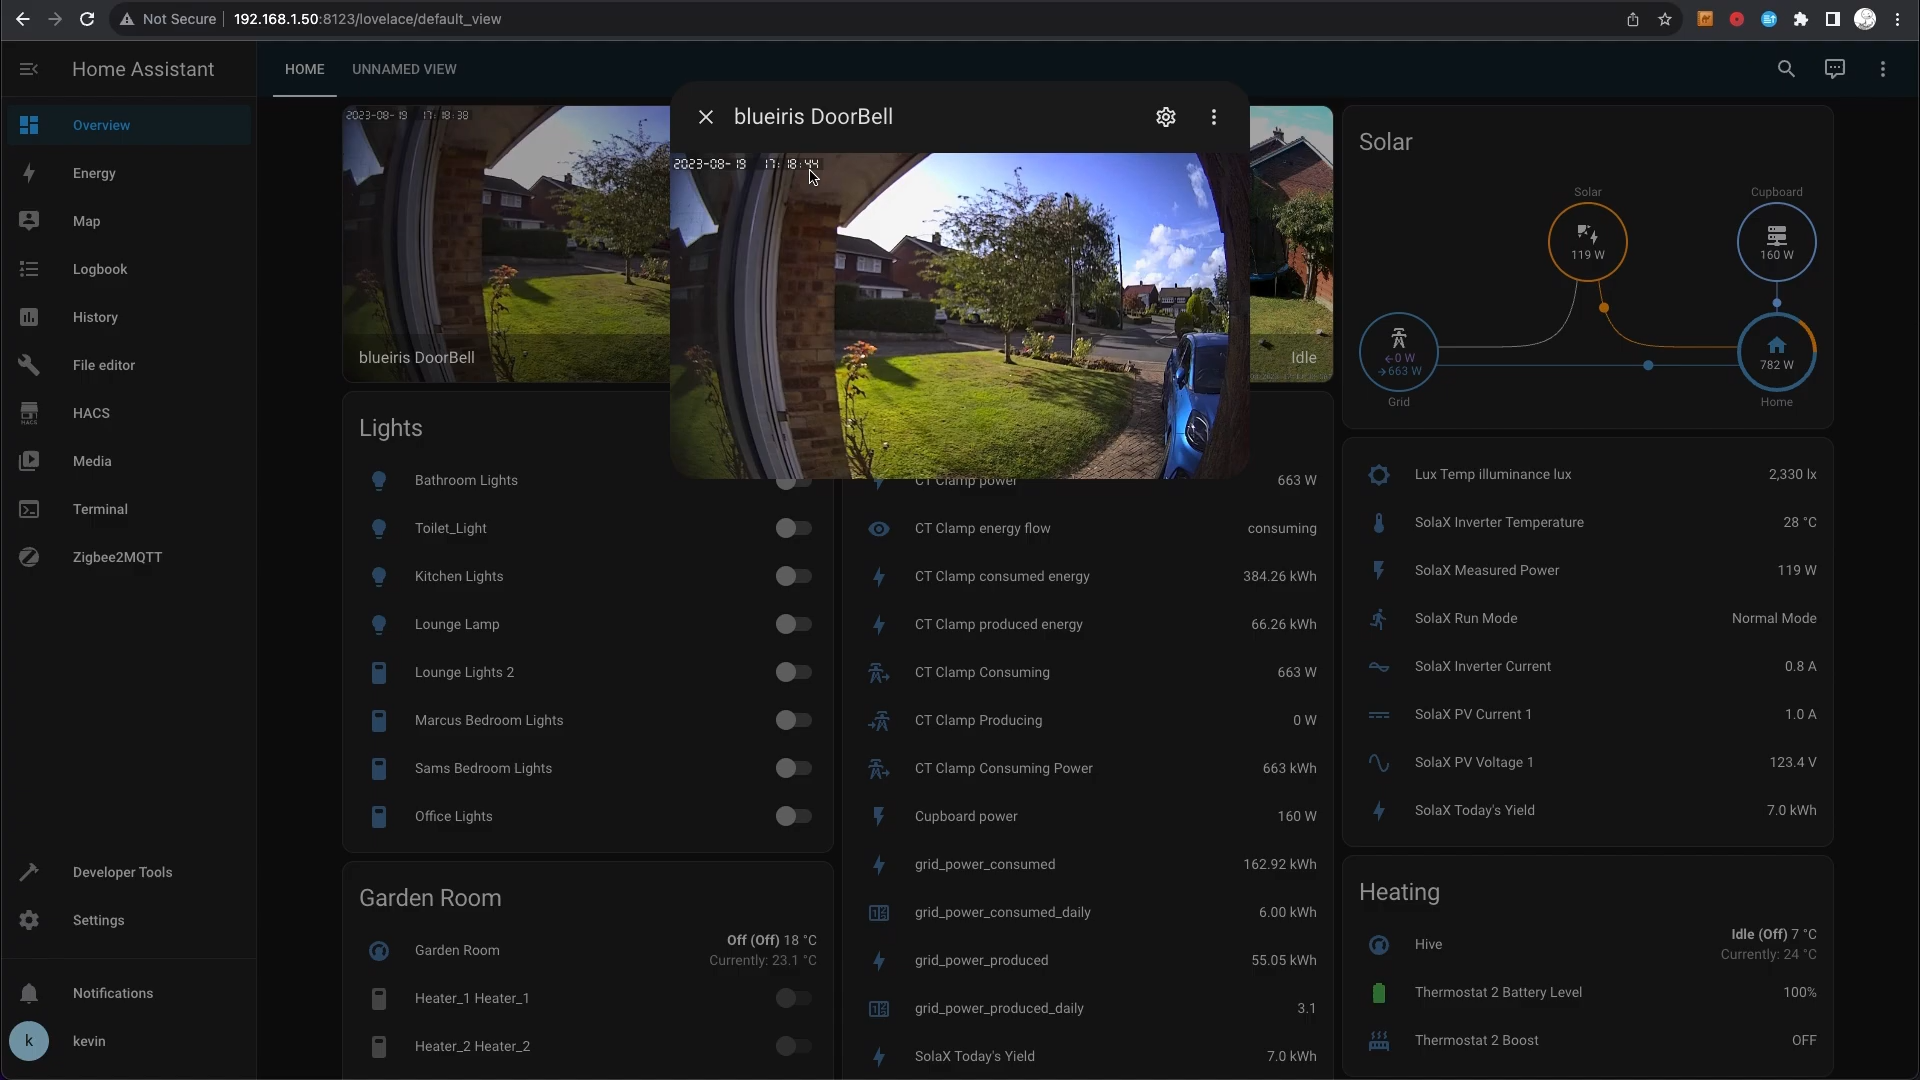 Not Secure
192.168.1.50:8123/lovelace/default_view
Home Assistant
HOME
UNNAMED VIEW
Overview
Energy
Map
Logbook
History
File editor
HACS
HACS
Media
Terminal
Zigbee2MQTT
Developer Tools
Settings
Notifications
k
kevin
2023-08-19 17:18:38
blueiris DoorBell
blueiris DoorBell
2023-08-19 17:18:44
Idle
Lights
Bathroom Lights
Toilet_Light
Kitchen Lights
Lounge Lamp
Lounge Lights 2
Marcus Bedroom Lights
Sams Bedroom Lights
Office Lights
Garden Room
Garden Room
Off (Off) 18 °C
Currently: 23.1 °C
Heater_1 Heater_1
Heater_2 Heater_2
CT Clamp power 663 W
CT Clamp energy flow consuming
CT Clamp consumed energy 384.26 kWh
CT Clamp produced energy 66.26 kWh
CT Clamp Consuming 663 W
CT Clamp Producing 0 W
CT Clamp Consuming Power 663 kWh
Cupboard power 160 W
grid_power_consumed 162.92 kWh
grid_power_consumed_daily 6.00 kWh
grid_power_produced 55.05 kWh
grid_power_produced_daily 3.1
SolaX Today's Yield 7.0 kWh
Solar
Solar
119 W
Cupboard
160 W
←0 W
→663 W
Grid
782 W
Home
Lux Temp illuminance lux 2,330 lx
SolaX Inverter Temperature 28 °C
SolaX Measured Power 119 W
SolaX Run Mode Normal Mode
SolaX Inverter Current 0.8 A
SolaX PV Current 1 1.0 A
SolaX PV Voltage 1 123.4 V
SolaX Today's Yield 7.0 kWh
Heating
Hive
Idle (Off) 7 °C
Currently: 24 °C
Thermostat 2 Battery Level 100%
Thermostat 2 Boost OFF